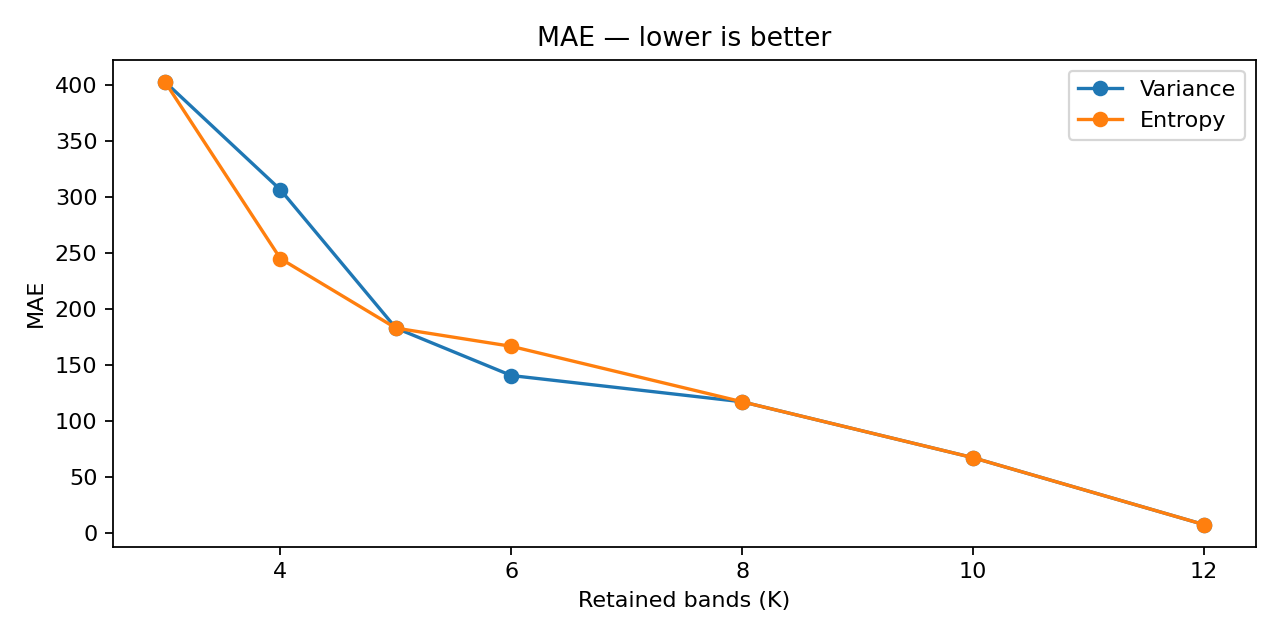 MAE — lower is better
Variance
Entropy
MAE
400
350
300
250
200
150
100
50
0
4 6 8 10 12
Retained bands (K)